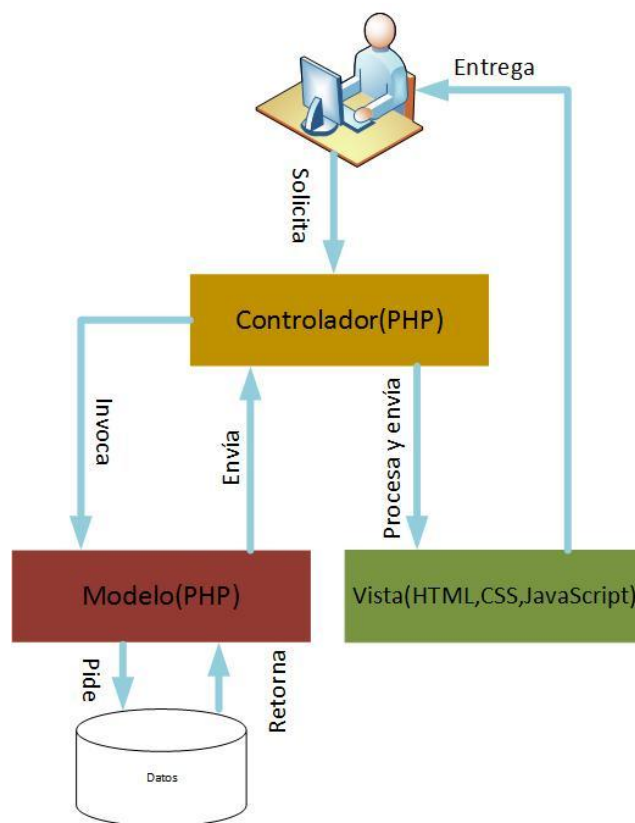 Entrega
Solicita
Controlador(PHP)
Invoca
Envía
Procesa y envía
Modelo(PHP)
Vista(HTML,CSS,JavaScript)
Pide
Retorna
Datos